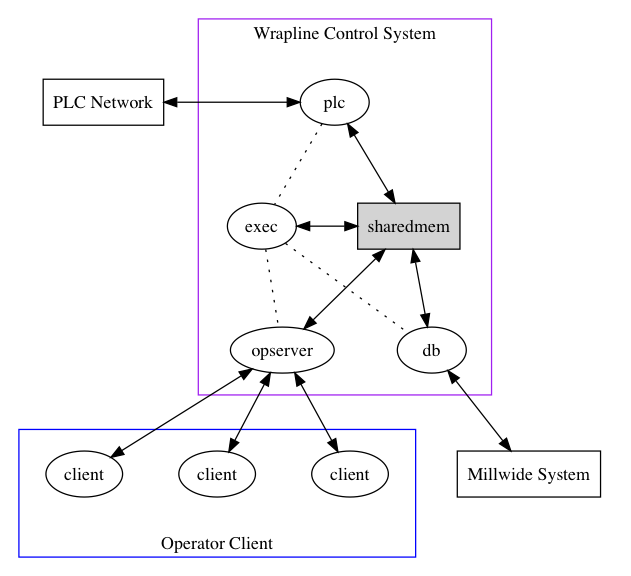 Wrapline Control System
PLC Network
plc
exec
sharedmem
opserver
db
client
client
client
Millwide System
Operator Client